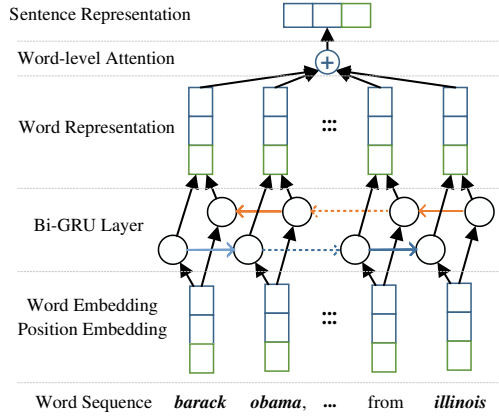 Sentence Representation
Word-level Attention
+
Word Representation
Bi-GRU Layer
Word Embedding
Position Embedding
Word Sequence barack obama, ... from illinois